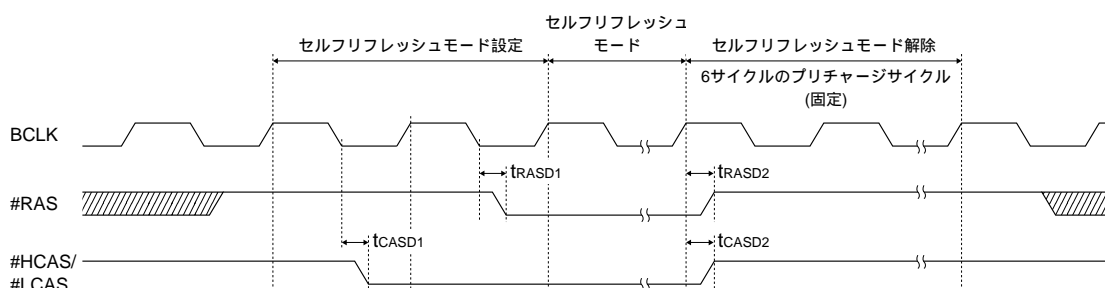 セルフリフレッシュモード設定
セルフリフレッシュ
モード
セルフリフレッシュモード解除
6サイクルのプリチャージサイクル
(固定)
BCLK
tRASD1
tRASD2
#RAS
tCASD1
tCASD2
#HCAS/
#LCAS